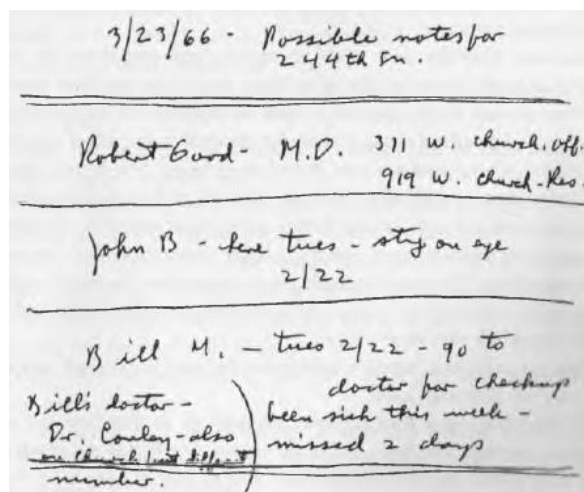 3/23/66 - Possible notes for
244th Sn.
Robert Gard - M.D. 311 W. Church. Off.
919 W. Church - Res.
John B - here tues - sty on eye
2/22
Bill M. - tues 2/22 - go to
doctor for checkup
been sick this week -
missed 2 days
Bill's doctor -
Dr. Conley - also
on Church but different
number.